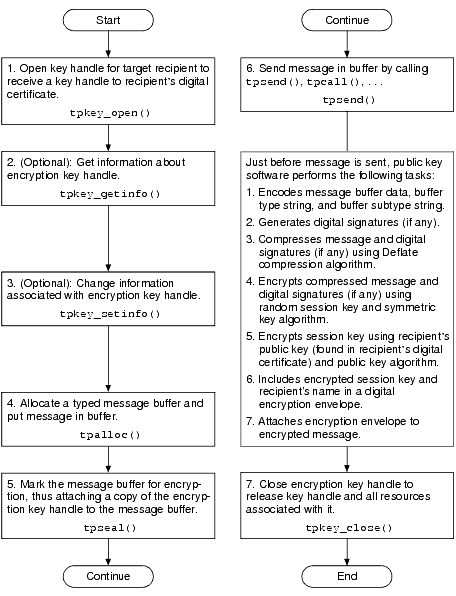 Start
1. Open key handle for target recipient to
receive a key handle to recipient's digital
certificate.
tpkey_open()
2. (Optional): Get information about
encryption key handle.
tpkey_getinfo()
3. (Optional): Change information
associated with encryption key handle.
tpkey_setinfo()
4. Allocate a typed message buffer and
put message in buffer.
tpalloc()
5. Mark the message buffer for encryp-
tion, thus attaching a copy of the encryp-
tion key handle to the message buffer.
tpseal()
Continue
Continue
6. Send message in buffer by calling
tpsend(), tpcall(), ...
tpsend()
Just before message is sent, public key
software performs the following tasks:
1. Encodes message buffer data, buffer
type string, and buffer subtype string.
2. Generates digital signatures (if any).
3. Compresses message and digital
signatures (if any) using Deflate
compression algorithm.
4. Encrypts compressed message and
digital signatures (if any) using
random session key and symmetric
key algorithm.
5. Encrypts session key using recipient's
public key (found in recipient's digital
certificate) and public key algorithm.
6. Includes encrypted session key and
recipient's name in a digital
encryption envelope.
7. Attaches encryption envelope to
encrypted message.
7. Close encryption key handle to
release key handle and all resources
associated with it.
tpkey_close()
End